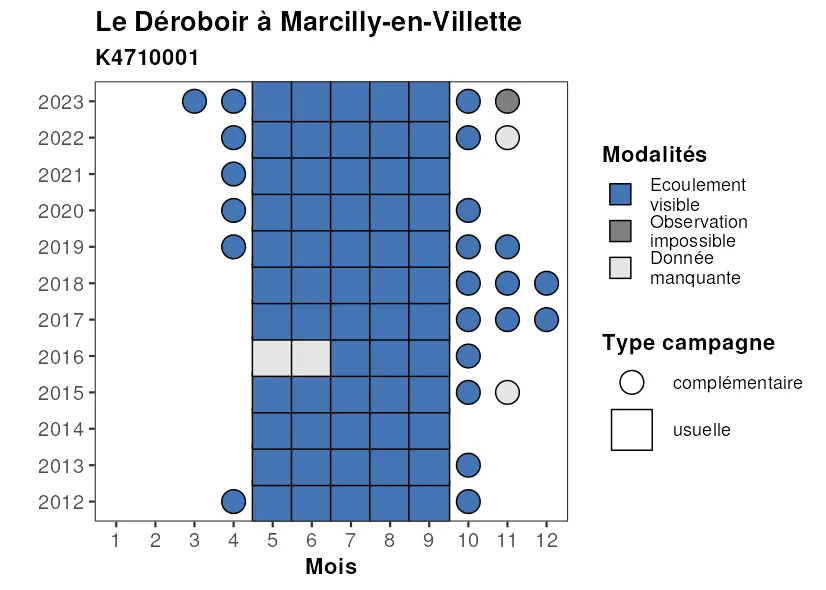 Le Déroboir à Marcilly-en-Villette
K4710001
2023
2022
2021
2020
2019
2018
2017
2016
2015
2014
2013
2012
1 2 3 4 5 6 7 8 9 10 11 12
Mois
Modalités
Ecoulement
visible
Observation
impossible
Donnée
manquante
Type campagne
complémentaire
usuelle